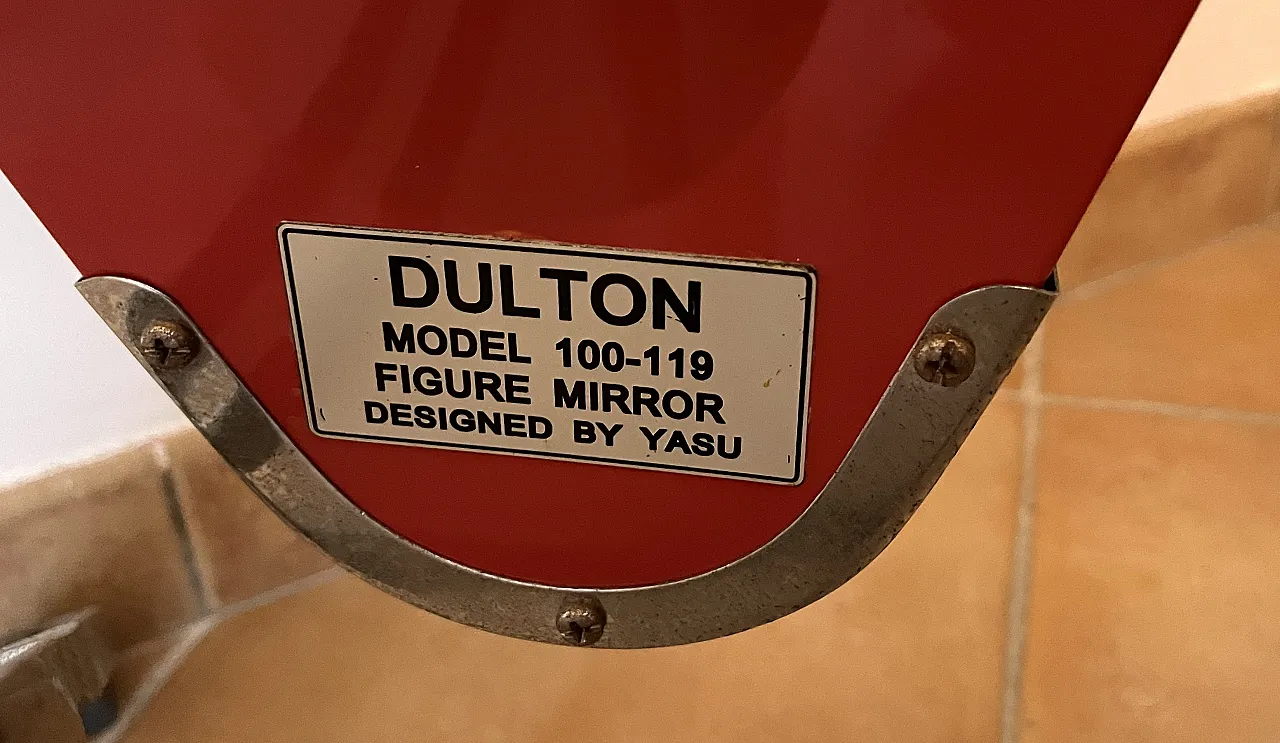 DULTON
MODEL 100-119
FIGURE MIRROR
DESIGNED BY YASU